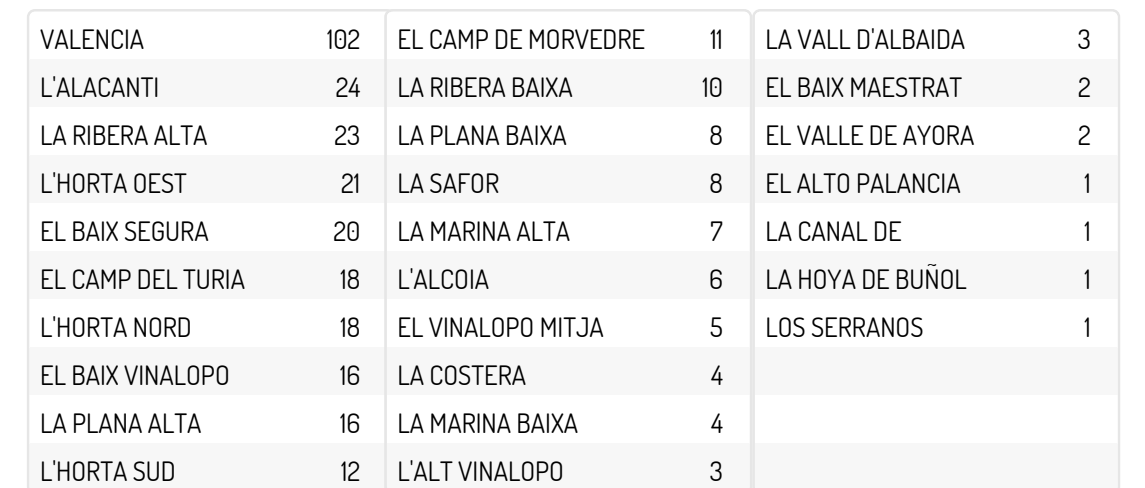 VALENCIA 102
L'ALACANTI 24
LA RIBERA ALTA 23
L'HORTA OEST 21
EL BAIX SEGURA 20
EL CAMP DEL TURIA 18
L'HORTA NORD 18
EL BAIX VINALOPO 16
LA PLANA ALTA 16
L'HORTA SUD 12
EL CAMP DE MORVEDRE 11
LA RIBERA BAIXA 10
LA PLANA BAIXA 8
LA SAFOR 8
LA MARINA ALTA 7
L'ALCOIA 6
EL VINALOPO MITJA 5
LA COSTERA 4
LA MARINA BAIXA 4
L'ALT VINALOPO 3
LA VALL D'ALBAIDA 3
EL BAIX MAESTRAT 2
EL VALLE DE AYORA 2
EL ALTO PALANCIA 1
LA CANAL DE 1
LA HOYA DE BUÑOL 1
LOS SERRANOS 1